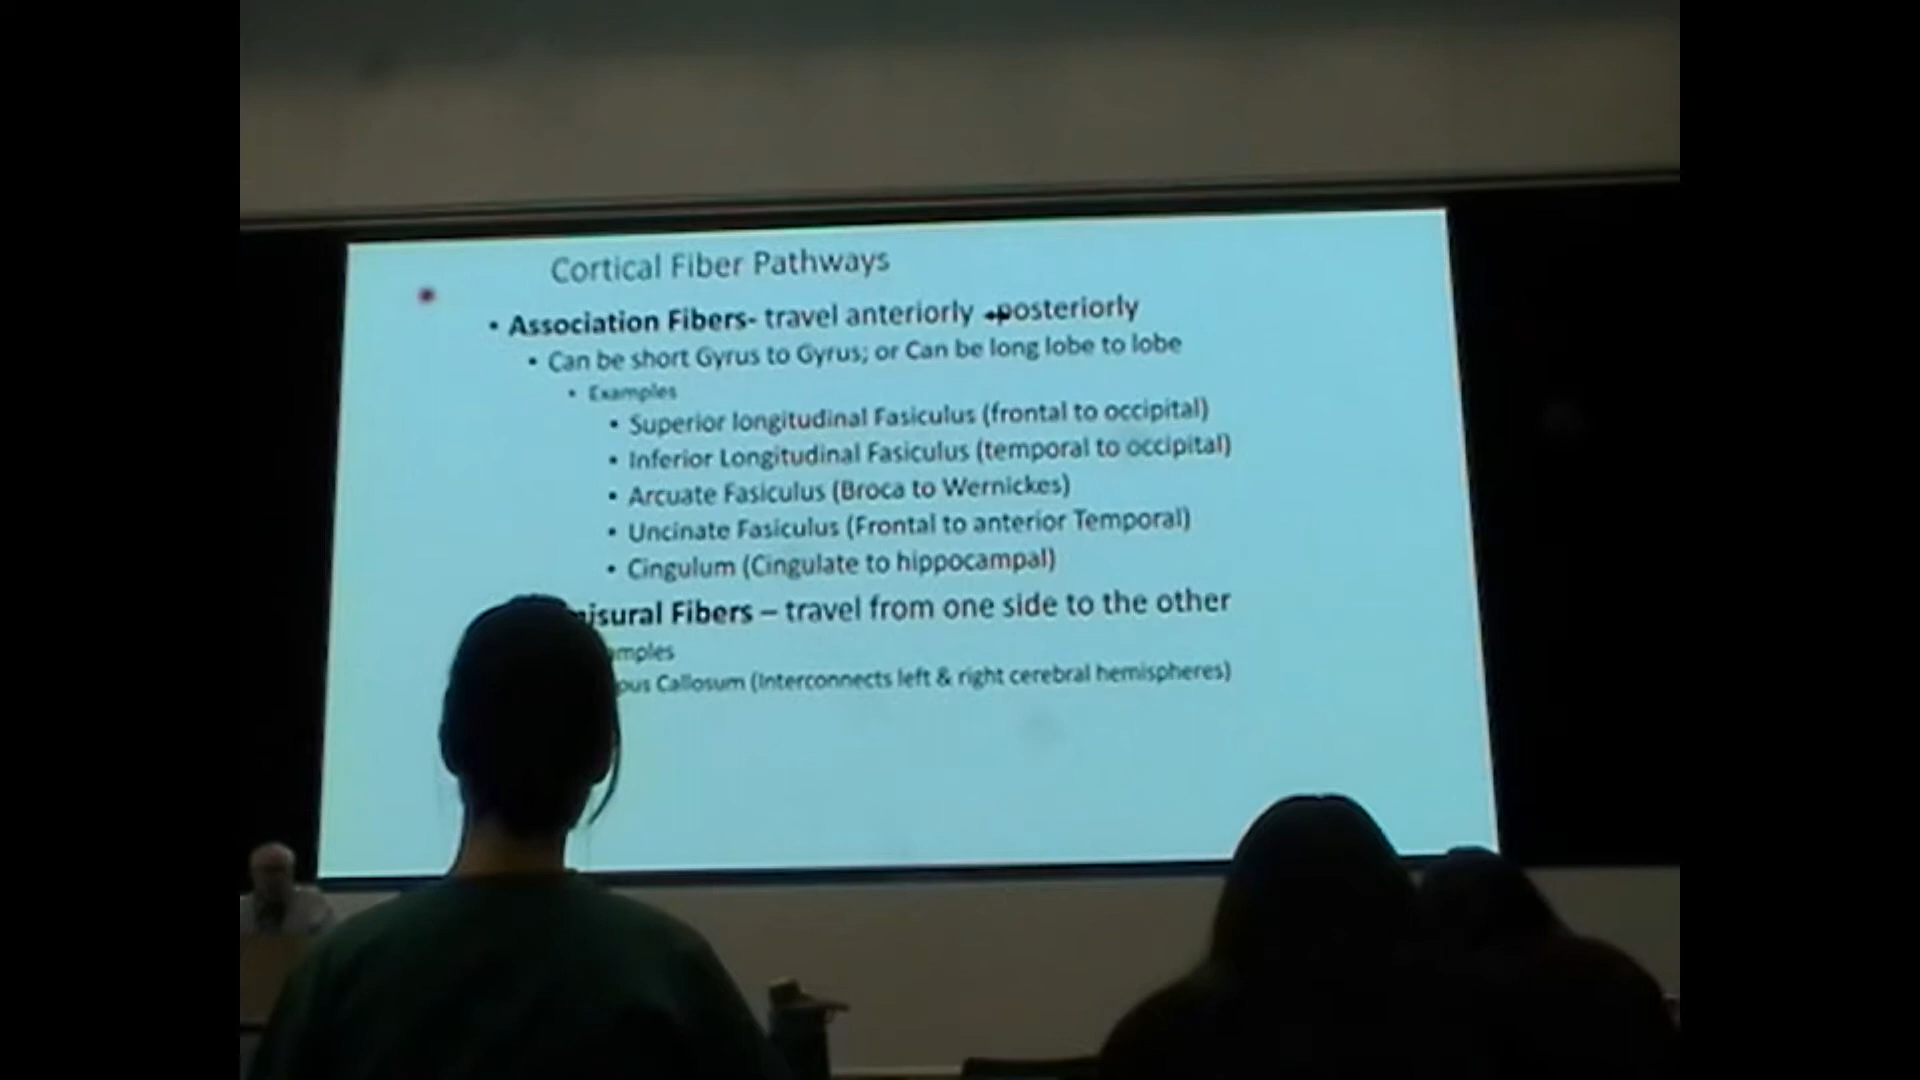 Cortical Fiber Pathways
• Association Fibers- travel anteriorly ↔posteriorly
• Can be short Gyrus to Gyrus; or Can be long lobe to lobe
• Examples
• Superior longitudinal Fasiculus (frontal to occipital)
• Inferior Longitudinal Fasiculus (temporal to occipital)
• Arcuate Fasiculus (Broca to Wernickes)
• Uncinate Fasiculus (Frontal to anterior Temporal)
• Cingulum (Cingulate to hippocampal)
misural Fibers – travel from one side to the other
amples
pus Callosum (Interconnects left & right cerebral hemispheres)